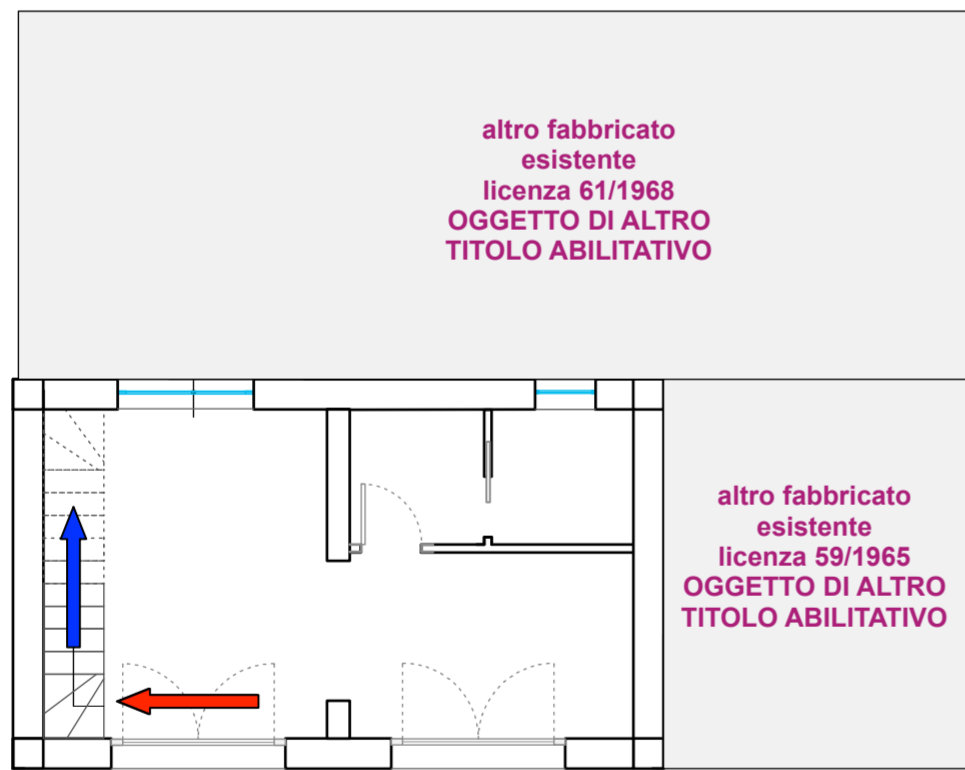 altro fabbricato
esistente
licenza 61/1968
OGGETTO DI ALTRO
TITOLO ABILITATIVO
altro fabbricato
esistente
licenza 59/1965
OGGETTO DI ALTRO
TITOLO ABILITATIVO